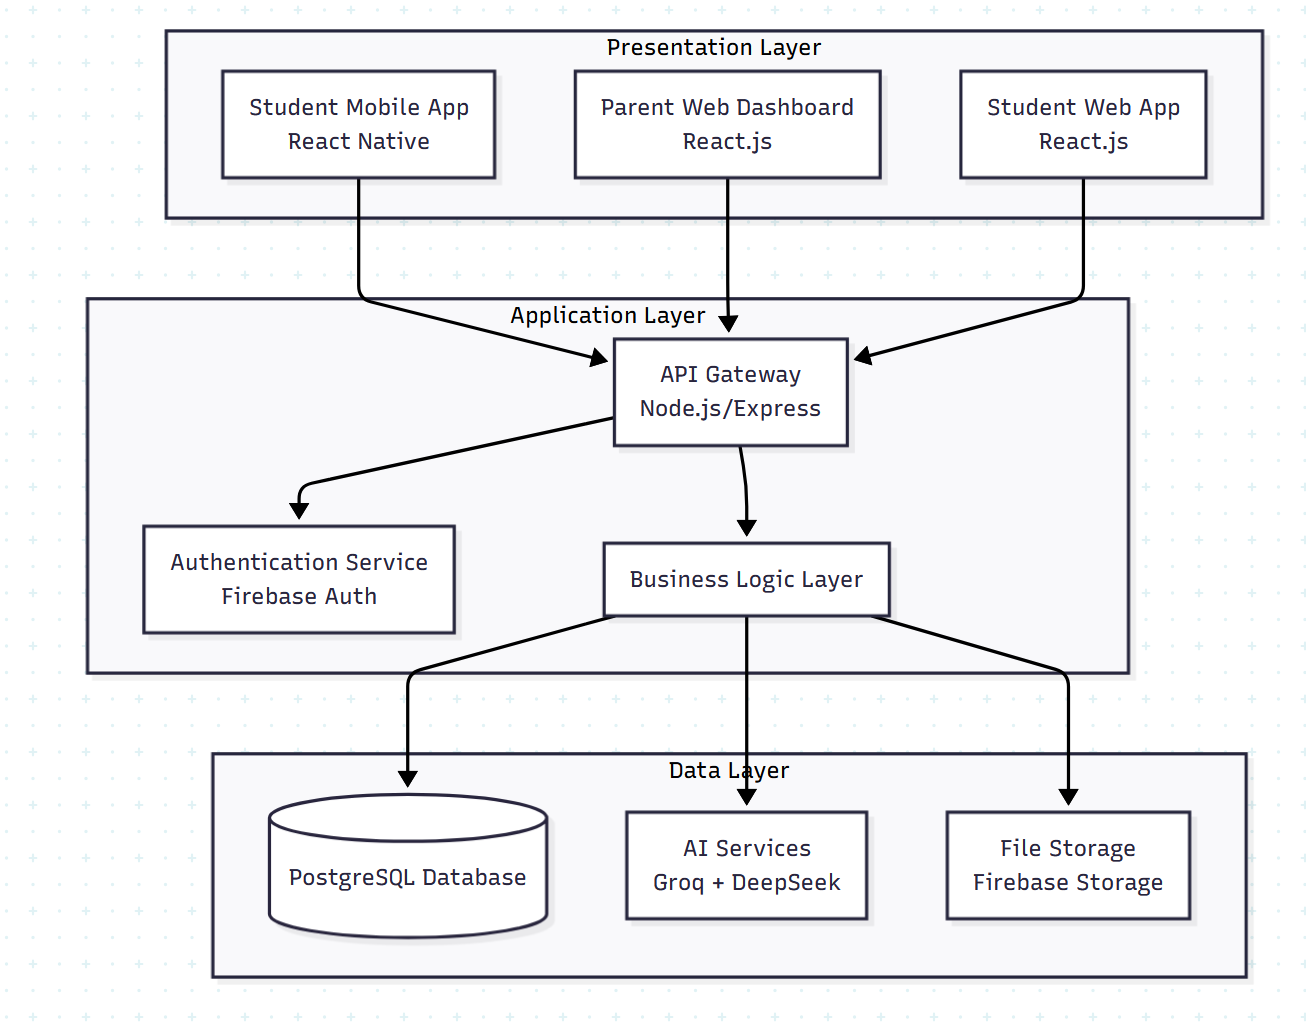 Presentation Layer
Student Mobile App
React Native
Parent Web Dashboard
React.js
Student Web App
React.js
Application Layer
API Gateway
Node.js/Express
Authentication Service
Firebase Auth
Business Logic Layer
Data Layer
PostgreSQL Database
AI Services
Groq + DeepSeek
File Storage
Firebase Storage